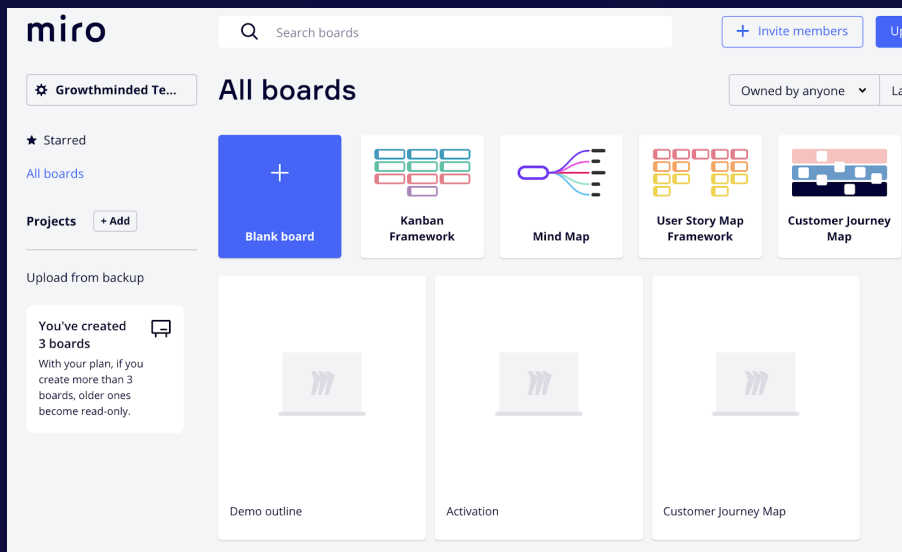 miro
Search boards
+ Invite members
Up
Growthminded Te...
All boards
Owned by anyone
La
Starred
All boards
Projects
+ Add
Blank board
Kanban
Framework
Mind Map
User Story Map
Framework
Customer Journey
Map
Upload from backup
You've created
3 boards
With your plan, if you
create more than 3
boards, older ones
become read-only.
Demo outline
Activation
Customer Journey Map